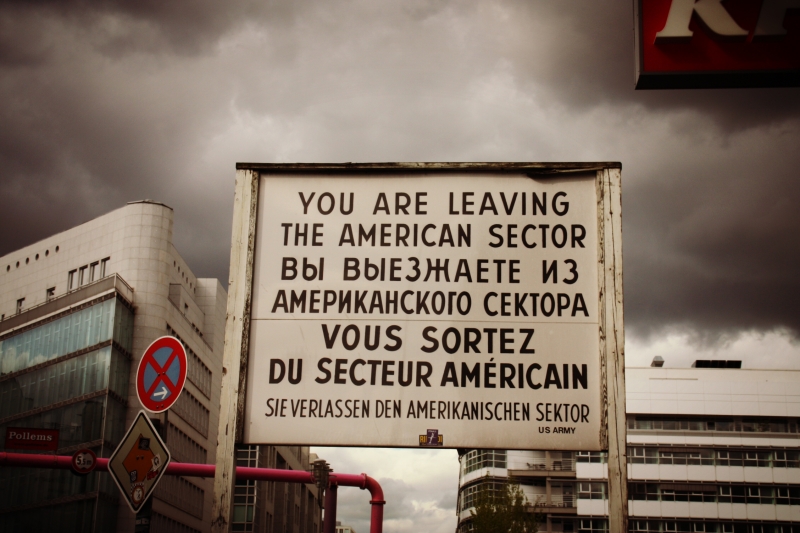 YOU ARE LEAVING
THE AMERICAN SECTOR
ВЫ ВЫЕЗЖАЕТЕ ИЗ
АМЕРИКАНСКОГО СЕКТОРА
VOUS SORTEZ
DU SECTEUR AMÉRICAIN
SIE VERLASSEN DEN AMERIKANISCHEN SEKTOR
US ARMY
Pollems